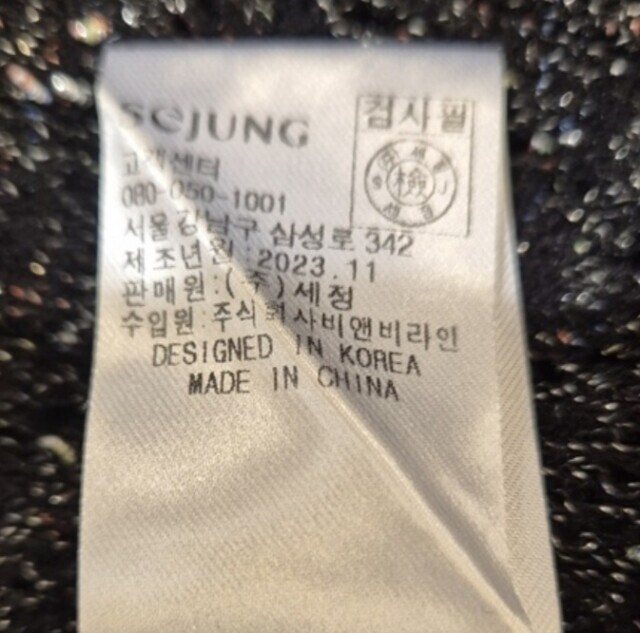 SEJUNG
검사필
檢
고객센터
080-050-1001
서울강남구 삼성로 342
제조년월:2023.11
판매원:(주)세정
수입원:주식회사비앤비라인
DESIGNED IN KOREA
MADE IN CHINA